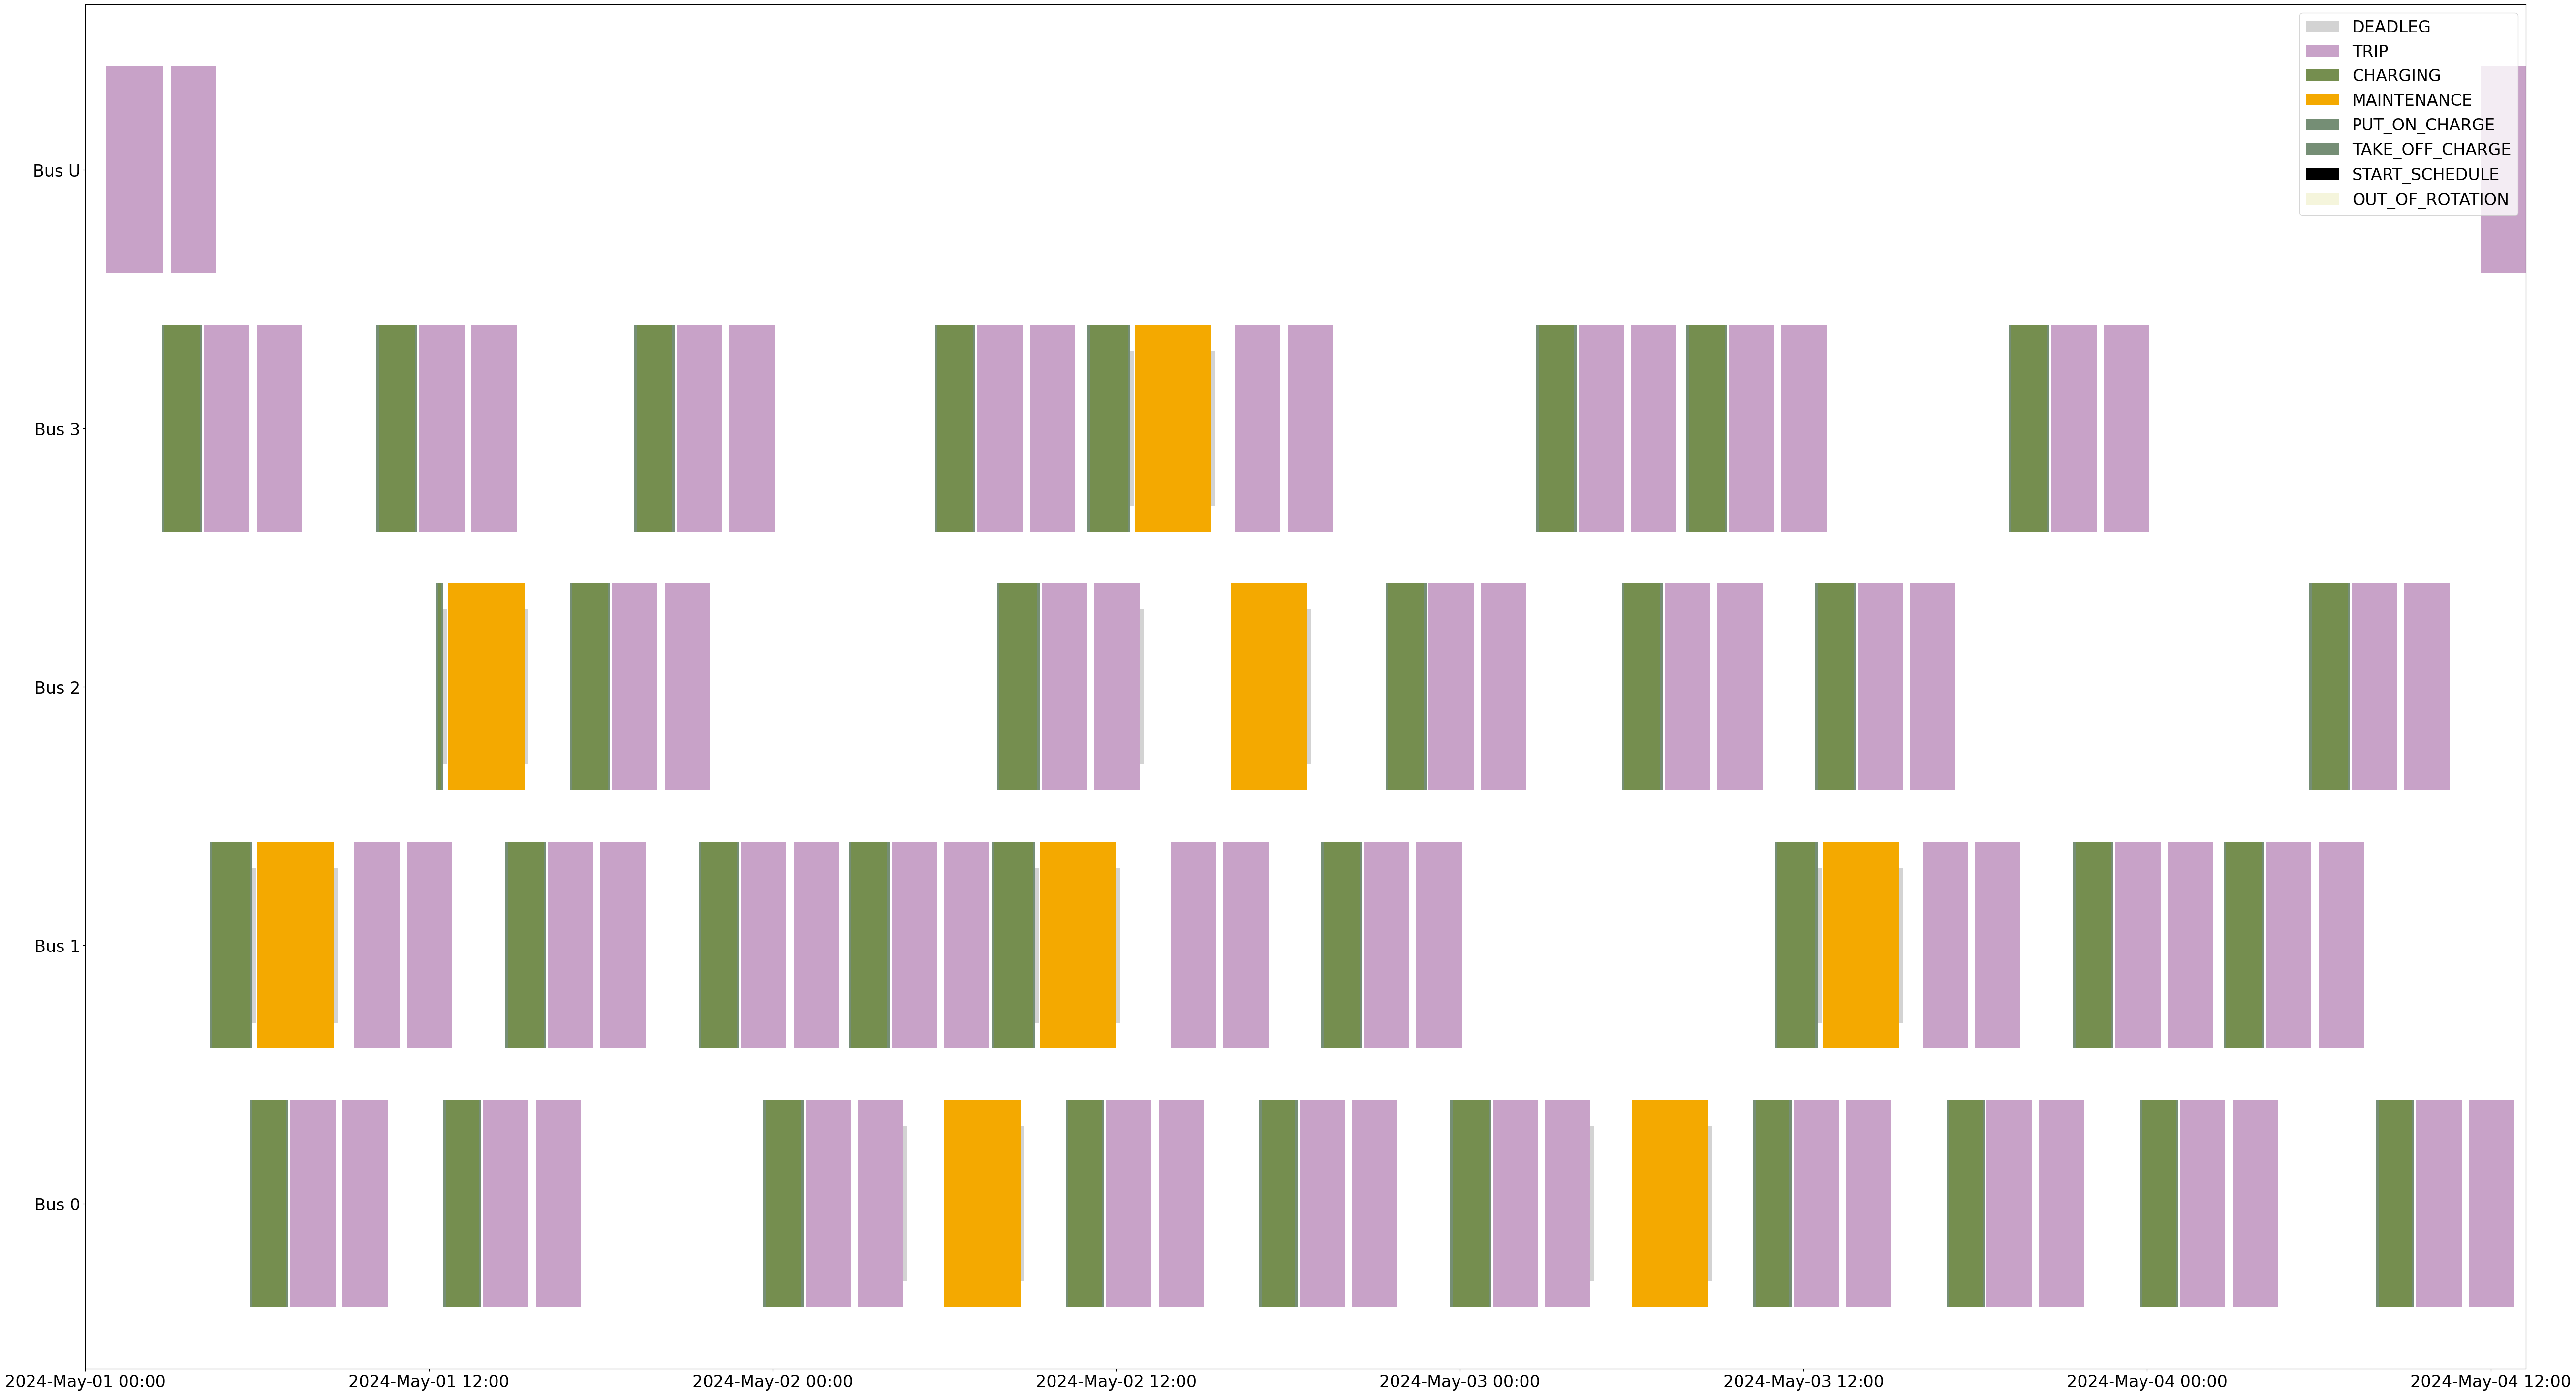 DEADLEG
TRIP
CHARGING
MAINTENANCE
PUT_ON_CHARGE
TAKE_OFF_CHARGE
START_SCHEDULE
OUT_OF_ROTATION
Bus U
Bus 3
Bus 2
Bus 1
Bus 0
2024-May-01 00:00 2024-May-01 12:00 2024-May-02 00:00 2024-May-02 12:00 2024-May-03 00:00 2024-May-03 12:00 2024-May-04 00:00 2024-May-04 12:00